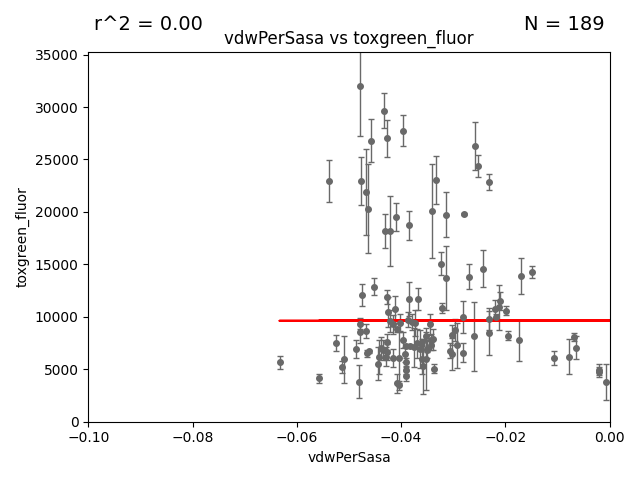 r^2 = 0.00
N = 189
vdwPerSasa vs toxgreen_fluor
35000
30000
25000
20000
15000
10000
5000
0
toxgreen_fluor
−0.10
−0.08
−0.06
−0.04
−0.02
0.00
vdwPerSasa